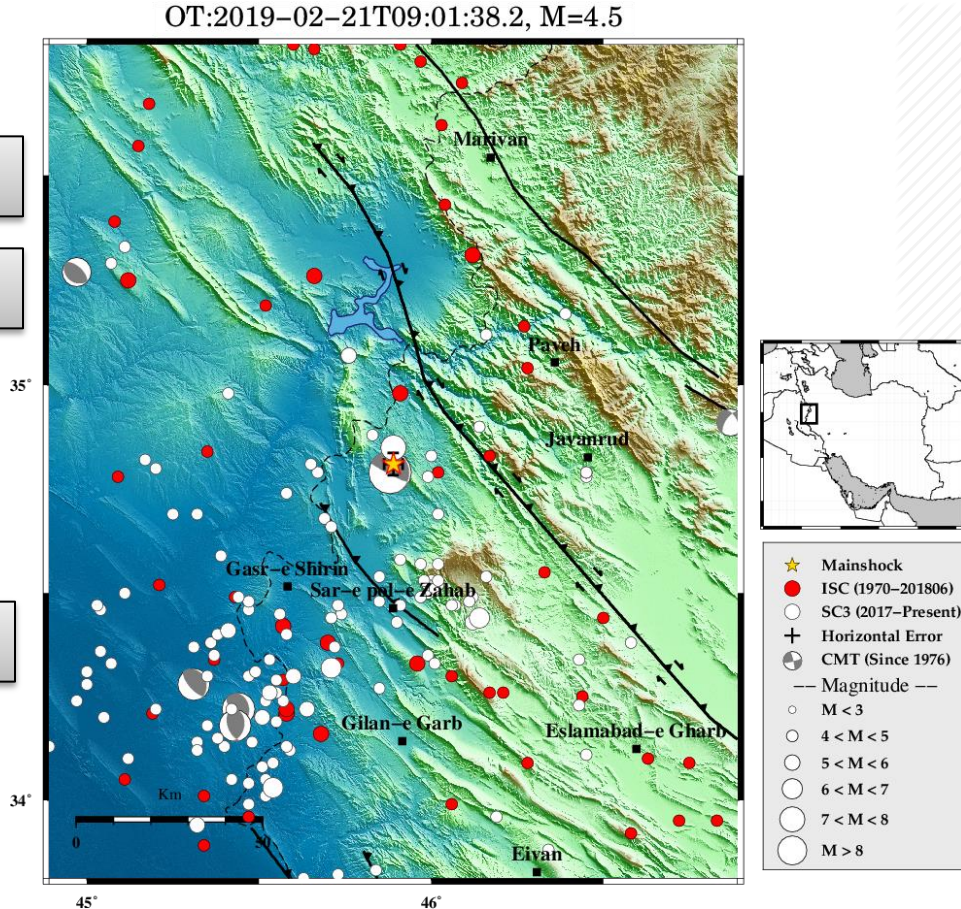 OT:2019−02−21T09:01:38.2, M=4.5
Marivan
Paveh
35°
Javanrud
Gasr−e Shirin
Sar−e pol−e Zahab
Gilan−e Garb
Eslamabad−e Gharb
34°
Km
0
50
Eivan
45°
46°
Mainshock
ISC (1970−201806)
SC3 (2017−Present)
Horizontal Error
CMT (Since 1976)
−− Magnitude −−
M < 3
4 < M < 5
5 < M < 6
6 < M < 7
7 < M < 8
M > 8